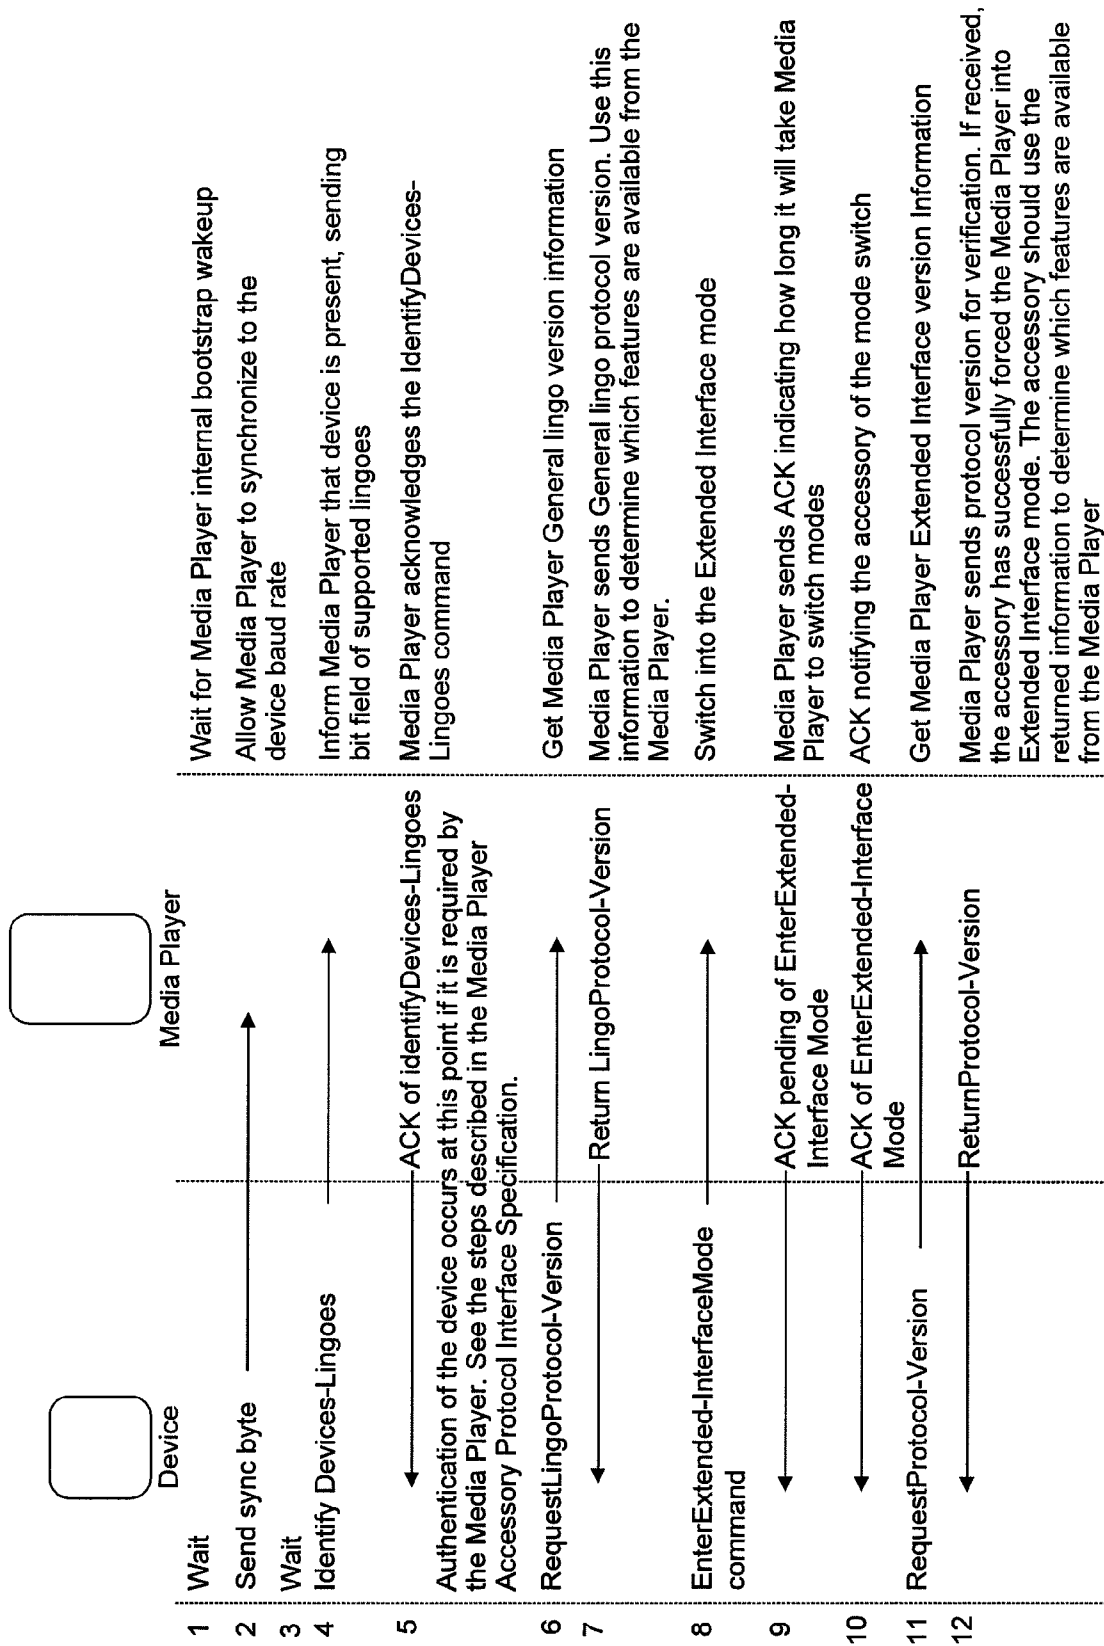 Device
Media Player
1 Wait
Wait for Media Player internal bootstrap wakeup
2 Send sync byte
Allow Media Player to synchronize to the
device baud rate
3 Wait
4 Identify Devices-Lingoes
Inform Media Player that device is present, sending
bit field of supported lingoes
5 ACK of identifyDevices-Lingoes
Media Player acknowledges the IdentifyDevices-
Lingoes command
Authentication of the device occurs at this point if it is required by
the Media Player. See the steps described in the Media Player
Accessory Protocol Interface Specification.
6 RequestLingoProtocol-Version
Get Media Player General lingo version information
7 Return LingoProtocol-Version
Media Player sends General lingo protocol version. Use this
information to determine which features are available from the
Media Player.
8 EnterExtended-InterfaceMode
command
Switch into the Extended Interface mode
9 ACK pending of EnterExtended-
Interface Mode
Media Player sends ACK indicating how long it will take Media
Player to switch modes
10 ACK of EnterExtended-Interface
Mode
ACK notifying the accessory of the mode switch
11 RequestProtocol-Version
Get Media Player Extended Interface version Information
12 ReturnProtocol-Version
Media Player sends protocol version for verification. If received,
the accessory has successfully forced the Media Player into
Extended Interface mode. The accessory should use the
returned information to determine which features are available
from the Media Player